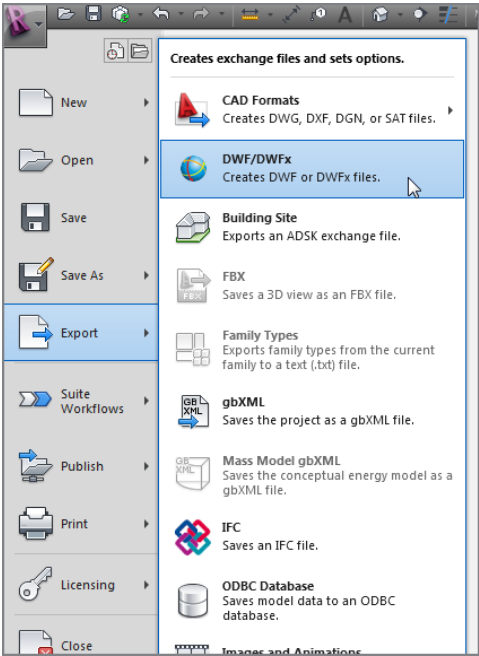 Creates exchange files and sets options.
New
Open
Save
Save As
Export
Suite
Workflows
Publish
Print
Licensing
Close
CAD Formats
Creates DWG, DXF, DGN, or SAT files.
DWF/DWFx
Creates DWF or DWFx files.
Building Site
Exports an ADSK exchange file.
FBX
Saves a 3D view as an FBX file.
Family Types
Exports family types from the current
family to a text (.txt) file.
gbXML
Saves the project as a gbXML file.
Mass Model gbXML
Saves the conceptual energy model as a
gbXML file.
IFC
Saves an IFC file.
ODBC Database
Saves model data to an ODBC
database.
Images and Animations